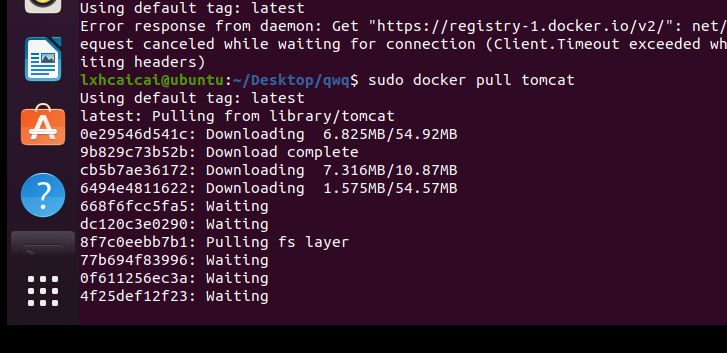 Using default tag: latest
Error response from daemon: Get "https://registry-1.docker.io/v2/": net/
equest canceled while waiting for connection (Client.Timeout exceeded wh
iting headers)
lxhcaicai@ubuntu:~/Desktop/qwq$ sudo docker pull tomcat
Using default tag: latest
latest: Pulling from library/tomcat
0e29546d541c: Downloading  6.825MB/54.92MB
9b829c73b52b: Download complete
cb5b7ae36172: Downloading  7.316MB/10.87MB
6494e4811622: Downloading  1.575MB/54.57MB
668f6fcc5fa5: Waiting
dc120c3e0290: Waiting
8f7c0eebb7b1: Pulling fs layer
77b694f83996: Waiting
0f611256ec3a: Waiting
4f25def12f23: Waiting